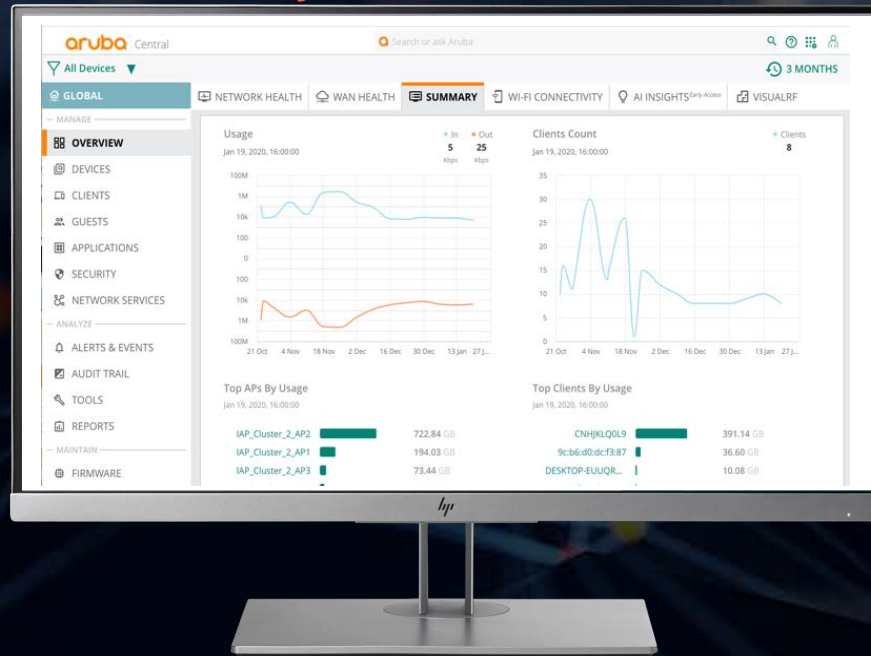 aruba Central
Search or ask Aruba
All Devices
3 MONTHS
GLOBAL
NETWORK HEALTH
WAN HEALTH
SUMMARY
WI-FI CONNECTIVITY
AI INSIGHTS Early Access
VISUALRF
MANAGE
OVERVIEW
DEVICES
CLIENTS
GUESTS
APPLICATIONS
SECURITY
NETWORK SERVICES
ANALYZE
ALERTS & EVENTS
AUDIT TRAIL
TOOLS
REPORTS
MAINTAIN
FIRMWARE
Usage
In Out
Jan 19, 2020, 16:00:00
5 25
Kbps Kbps
100M
1M
10k
100
0
100
10k
1M
100M
21 Oct 4 Nov 18 Nov 2 Dec 16 Dec 30 Dec 13 Jan 27 J...
Clients Count
Clients
Jan 19, 2020, 16:00:00
8
35
30
25
20
15
10
5
0
21 Oct 4 Nov 18 Nov 2 Dec 16 Dec 30 Dec 13 Jan 27 J...
Top APs By Usage
Jan 19, 2020, 16:00:00
IAP_Cluster_2_AP2 722.84 GB
IAP_Cluster_2_AP1 194.03 GB
IAP_Cluster_2_AP3 73.44 GB
Top Clients By Usage
Jan 19, 2020, 16:00:00
CNHJKLQ0L9 391.14 GB
9c:b6:d0:dc:f3:87 36.60 GB
DESKTOP-EUUQR... 10.08 GB
hp